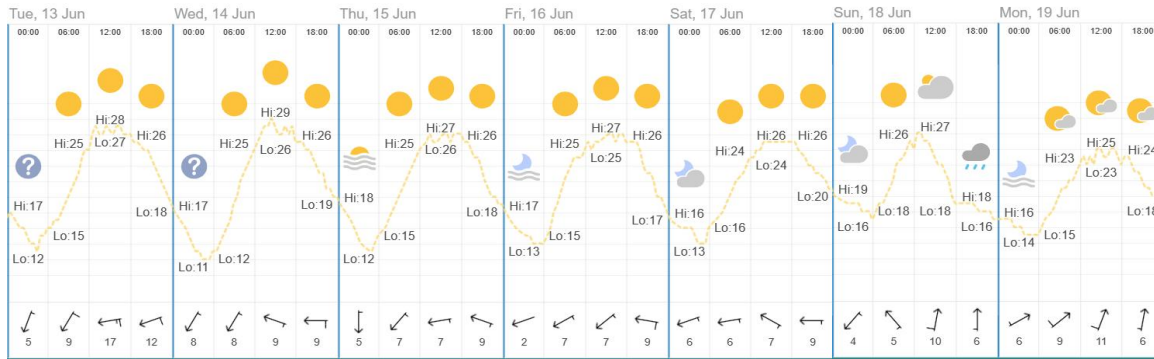 Tue, 13 Jun Wed, 14 Jun Thu, 15 Jun Fri, 16 Jun Sat, 17 Jun Sun, 18 Jun Mon, 19 Jun
00:00 06:00 12:00 18:00 00:00 06:00 12:00 18:00 00:00 06:00 12:00 18:00 00:00 06:00 12:00 18:00 00:00 06:00 12:00 18:00 00:00 06:00 12:00 18:00 00:00 06:00 12:00 18:00
Hi:17 Hi:25 Hi:28 Hi:26 Hi:17 Hi:25 Hi:29 Hi:26 Hi:18 Hi:25 Hi:27 Hi:26 Hi:17 Hi:25 Hi:27 Hi:26 Hi:16 Hi:24 Hi:26 Hi:26 Hi:19 Hi:26 Hi:27 Hi:18 Hi:16 Hi:23 Hi:25 Hi:24
? ?
Lo:12 Lo:15 Lo:27 Lo:18 Lo:11 Lo:12 Lo:26 Lo:19 Lo:12 Lo:15 Lo:26 Lo:18 Lo:13 Lo:15 Lo:25 Lo:17 Lo:13 Lo:16 Lo:24 Lo:20 Lo:16 Lo:18 Lo:18 Lo:16 Lo:14 Lo:15 Lo:23 Lo:18
5 9 17 12 8 8 9 9 5 7 7 9 2 7 7 9 6 6 7 9 4 5 10 6 6 9 11 6